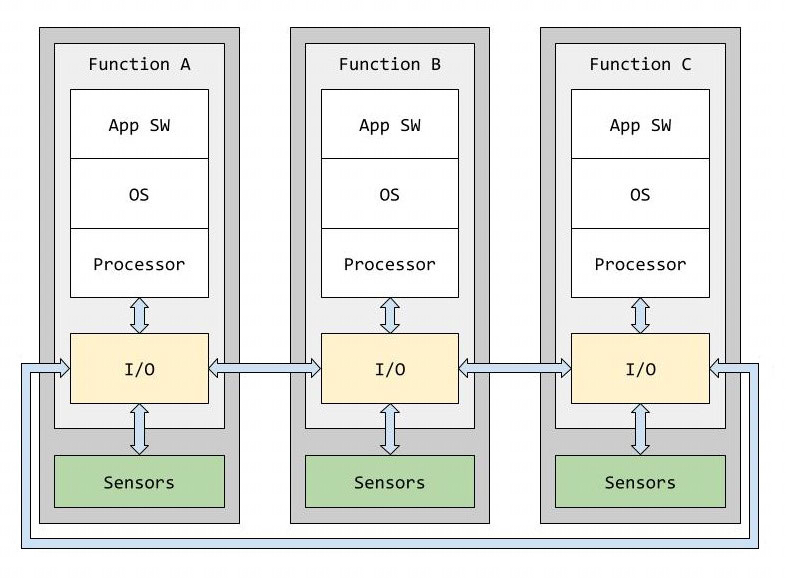 Function A
App SW
OS
Processor
I/O
Sensors
Function B
App SW
OS
Processor
I/O
Sensors
Function C
App SW
OS
Processor
I/O
Sensors